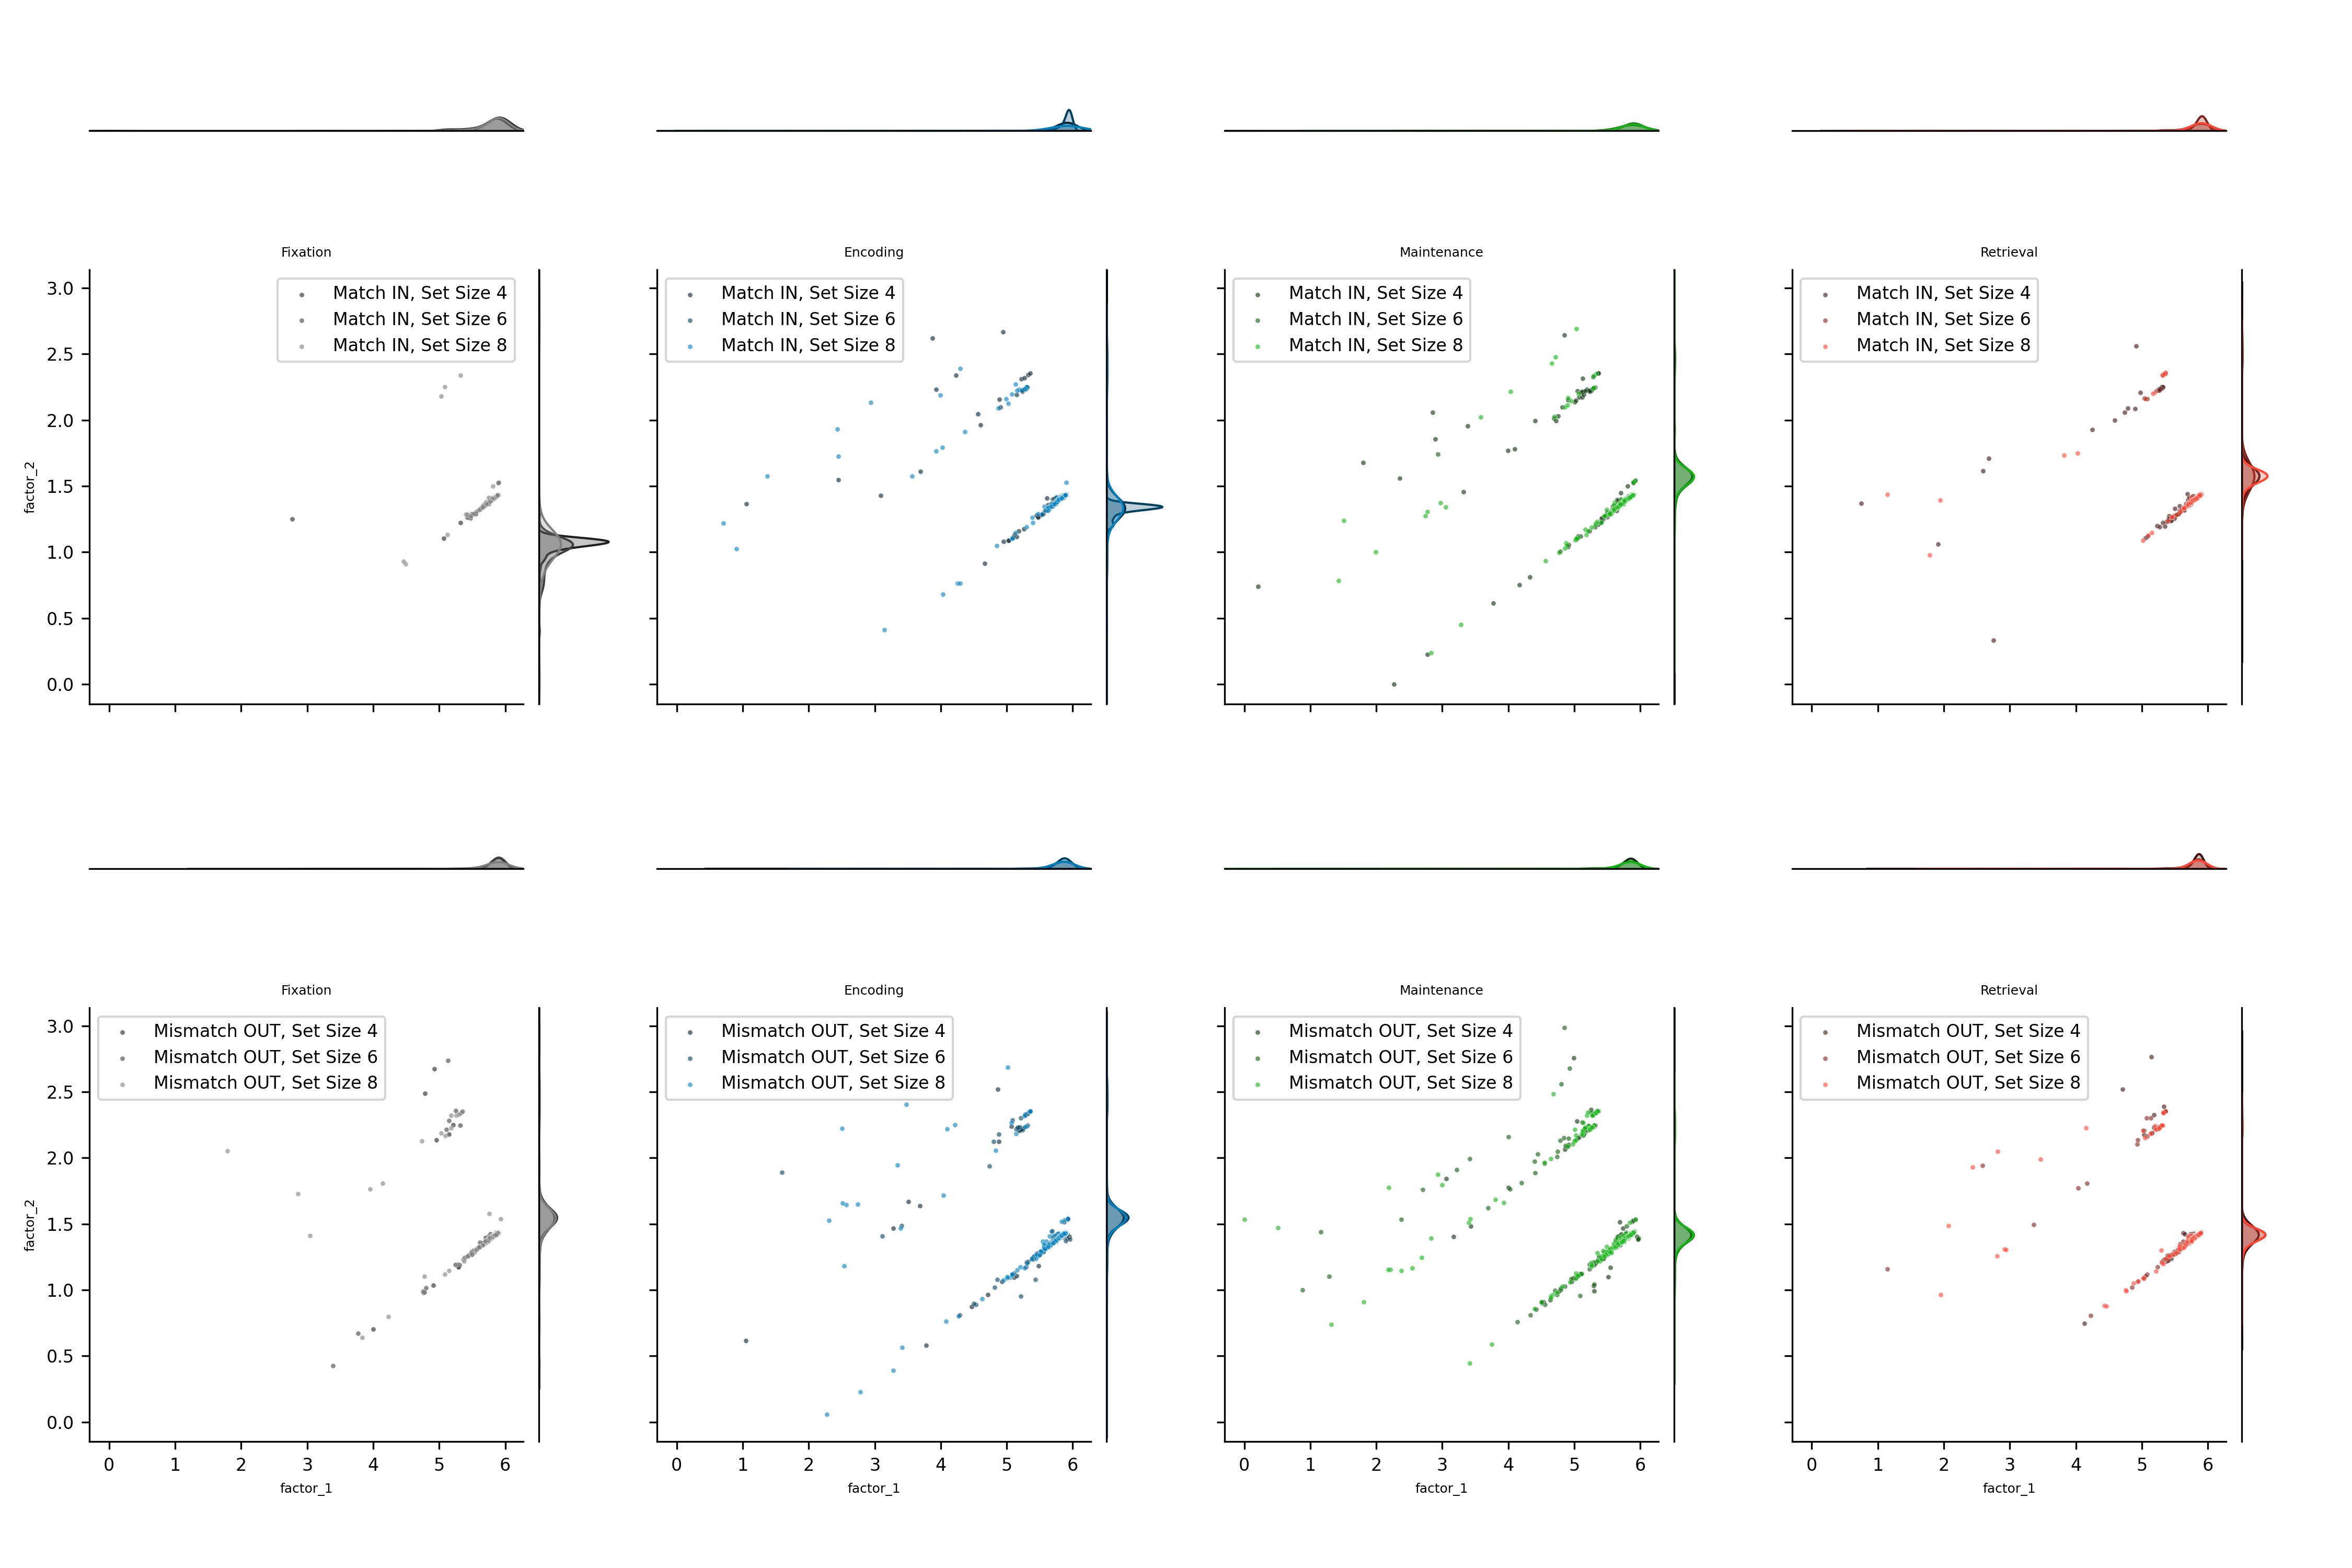 Fixation
Encoding
Maintenance
Retrieval
3.0
2.5
2.0
1.5
1.0
0.5
0.0
factor_2
Match IN, Set Size 4
Match IN, Set Size 6
Match IN, Set Size 8
Match IN, Set Size 4
Match IN, Set Size 6
Match IN, Set Size 8
Match IN, Set Size 4
Match IN, Set Size 6
Match IN, Set Size 8
Match IN, Set Size 4
Match IN, Set Size 6
Match IN, Set Size 8
Fixation
Encoding
Maintenance
Retrieval
3.0
2.5
2.0
1.5
1.0
0.5
0.0
factor_2
Mismatch OUT, Set Size 4
Mismatch OUT, Set Size 6
Mismatch OUT, Set Size 8
Mismatch OUT, Set Size 4
Mismatch OUT, Set Size 6
Mismatch OUT, Set Size 8
Mismatch OUT, Set Size 4
Mismatch OUT, Set Size 6
Mismatch OUT, Set Size 8
Mismatch OUT, Set Size 4
Mismatch OUT, Set Size 6
Mismatch OUT, Set Size 8
0 1 2 3 4 5 6
factor_1
0 1 2 3 4 5 6
factor_1
0 1 2 3 4 5 6
factor_1
0 1 2 3 4 5 6
factor_1